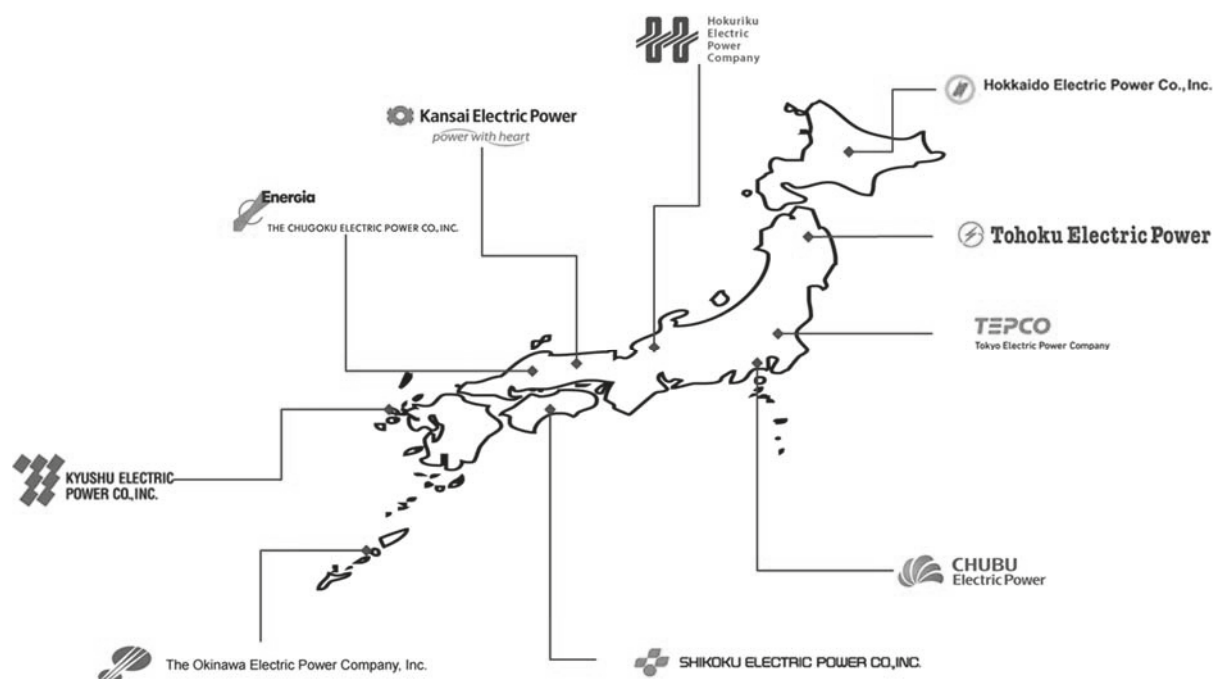 Hokuriku
Electric
Power
Company
Hokkaido Electric Power Co., Inc.
Kansai Electric Power
power with heart
Energia
THE CHUGOKU ELECTRIC POWER CO., INC.
Tohoku Electric Power
TEPCO
Tokyo Electric Power Company
KYUSHU ELECTRIC
POWER CO., INC.
CHUBU
Electric Power
The Okinawa Electric Power Company, Inc.
SHIKOKU ELECTRIC POWER CO., INC.